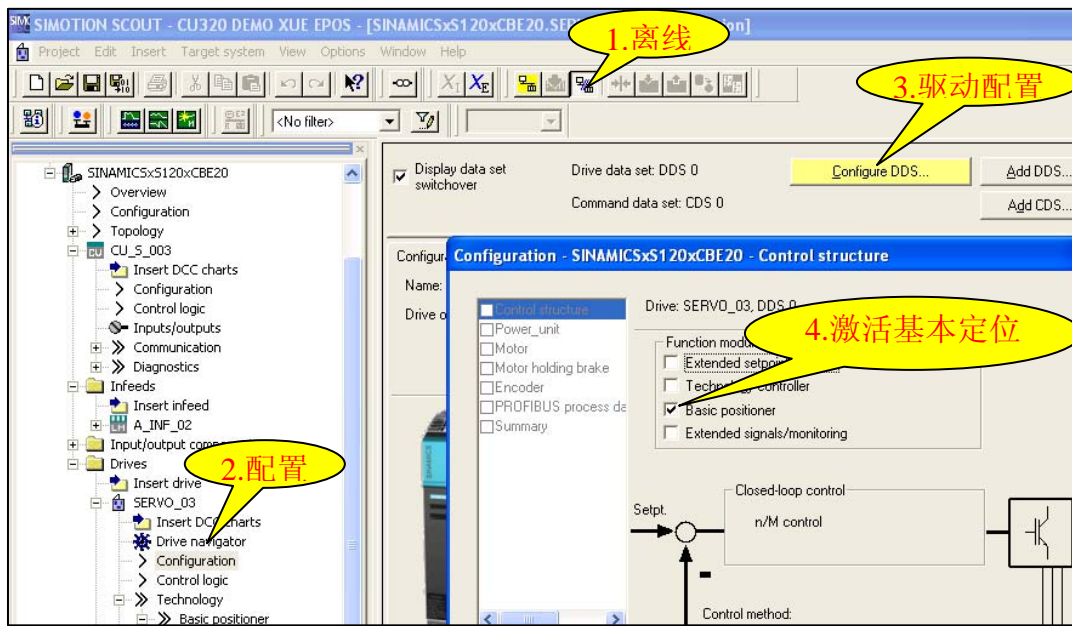 SIMOTION SCOUT - CU320 DEMO XUE EPOS - [SINAMICSxS120xCBE20.SER
on]
1.离线
Project Edit Insert Target system View Options Window Help
3.驱动配置
<No filter>
SINAMICSxS120xCBE20
Overview
Configuration
Topology
CU_S_003
Insert DCC charts
Configuration
Control logic
Inputs/outputs
Communication
Diagnostics
Infeeds
Insert infeed
A_INF_02
Input/output compo
Drives
Insert drive
2.配置
SERVO_03
Insert DCC charts
Drive navigator
Configuration
Control logic
Technology
Basic positioner
Display data set switchover
Drive data set: DDS 0
Configure DDS...
Add DDS...
Command data set: CDS 0
Add CDS...
Configur
Name:
Drive o
Configuration - SINAMICSxS120xCBE20 - Control structure
Control structure
Power_unit
Motor
Motor holding brake
Encoder
PROFIBUS process da
Summary
Drive: SERVO_03, DDS 0
4.激活基本定位
Function modul
Extended setpoin
Technology controller
Basic positioner
Extended signals/monitoring
Closed-loop control
Setpt.
n/M control
Control method: